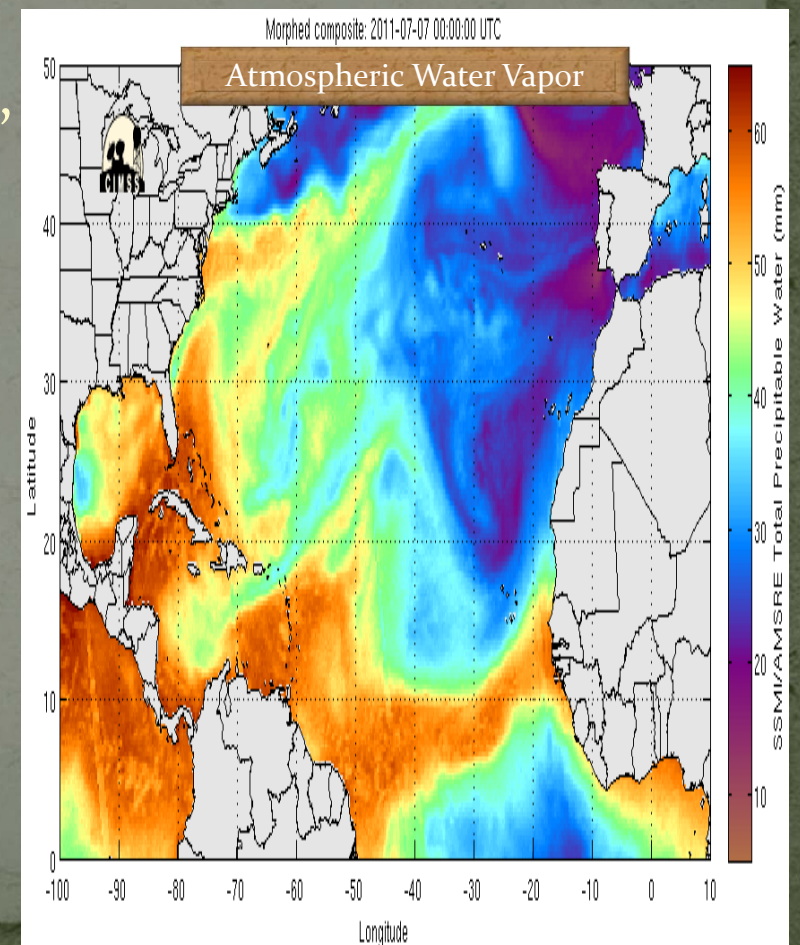 Morphed composite: 2011-07-07 00:00:00 UTC
Atmospheric Water Vapor
,
50
40
30
20
10
0
Latitude
-100 -90 -80 -70 -60 -50 -40 -30 -20 -10 0 10
Longitude
60
50
40
30
20
10
SSMI/AMSRE Total Precipitable Water (mm)
CIMSS